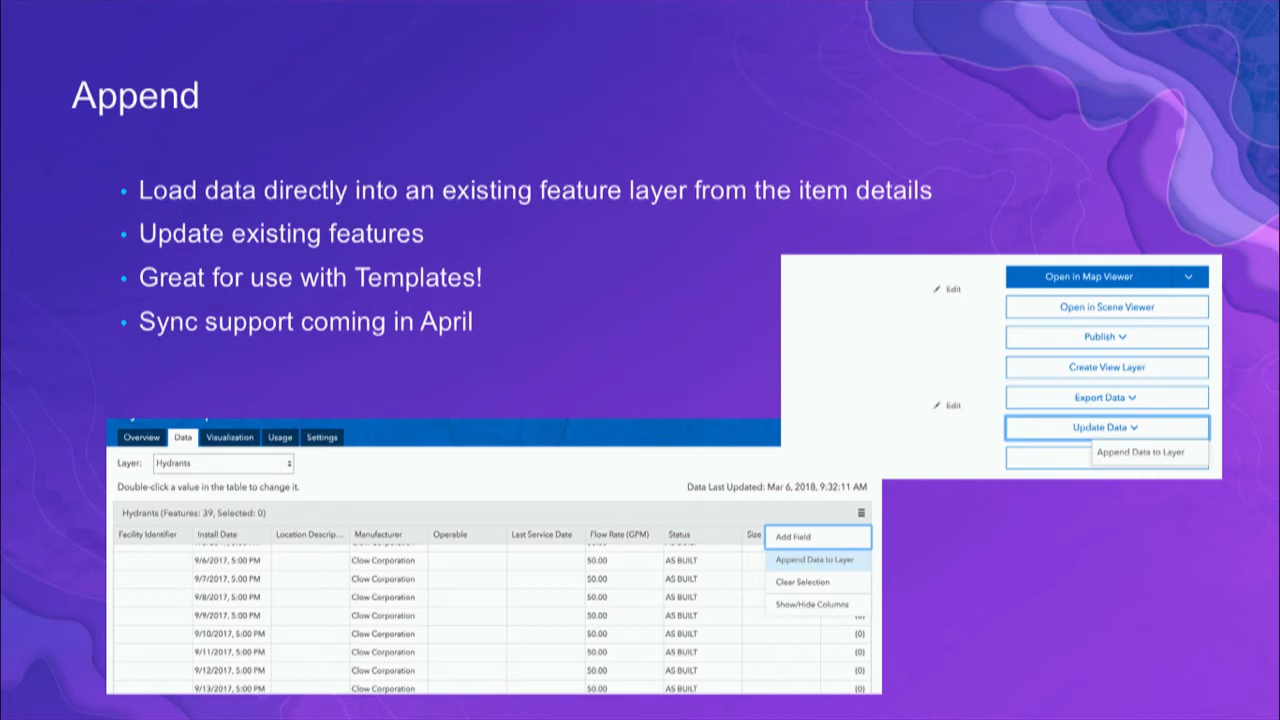 Append
• Load data directly into an existing feature layer from the item details
• Update existing features
• Great for use with Templates!
• Sync support coming in April
Edit
Open in Map Viewer
Open in Scene Viewer
Publish
Create View Layer
Edit
Export Data
Update Data
Append Data to Layer
Overview Data Visualization Usage Settings
Layer: Hydrants
Double-click a value in the table to change it. Data Last Updated: Mar 6, 2018, 9:32:11 AM
Hydrants (Features: 39, Selected: 0)
Facility Identifier Install Date Location Descrip... Manufacturer Operable Last Service Date Flow Rate (GPM) Status Size
Add Field
Append Data to Layer
Clear Selection
Show/Hide Columns
9/6/2017, 5:00 PM Clow Corporation 50.00 AS BUILT
9/7/2017, 5:00 PM Clow Corporation 50.00 AS BUILT
9/8/2017, 5:00 PM Clow Corporation 50.00 AS BUILT
9/9/2017, 5:00 PM Clow Corporation 50.00 AS BUILT (0)
9/10/2017, 5:00 PM Clow Corporation 50.00 AS BUILT (0)
9/11/2017, 5:00 PM Clow Corporation 50.00 AS BUILT (0)
9/12/2017, 5:00 PM Clow Corporation 50.00 AS BUILT (0)
9/13/2017, 5:00 PM Clow Corporation 50.00 AS BUILT (0)